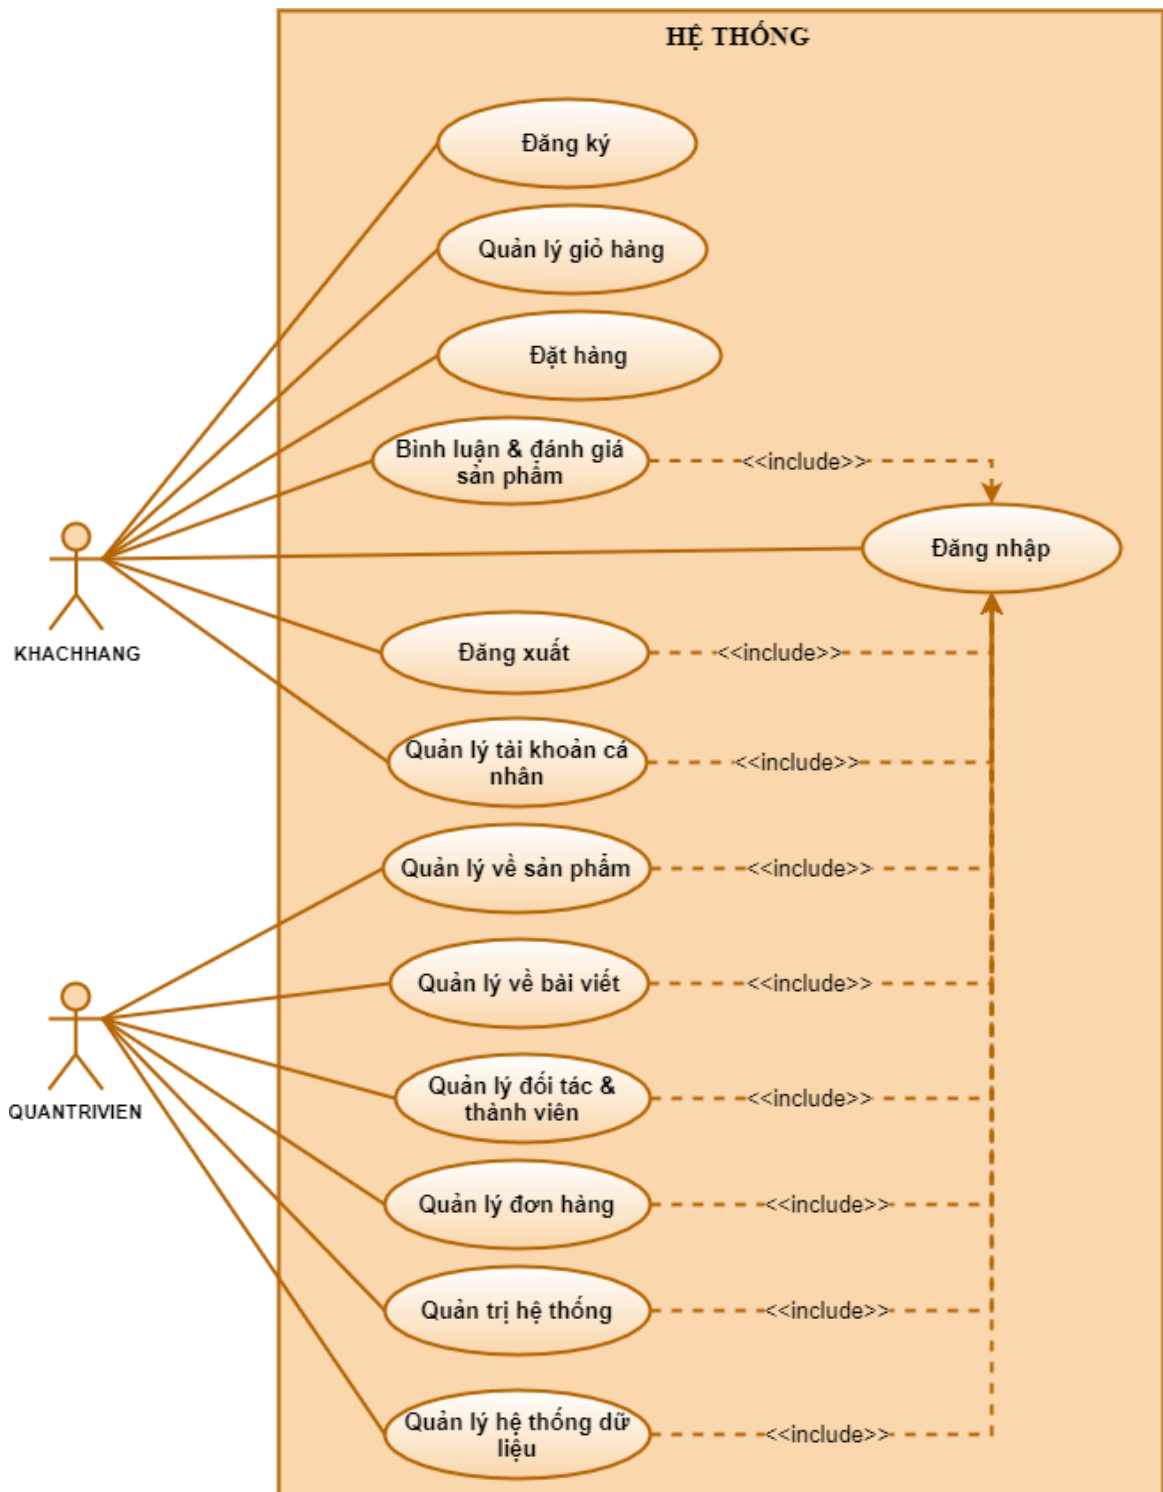 HỆ THỐNG
Đăng ký
Quản lý giỏ hàng
Đặt hàng
Bình luận & đánh giá
sản phẩm
<<include>>
Đăng nhập
KHACHHANG
Đăng xuất
<<include>>
Quản lý tài khoản cá
nhân
<<include>>
Quản lý về sản phẩm
<<include>>
Quản lý về bài viết
<<include>>
QUANTRIVIEN
Quản lý đối tác &
thành viên
<<include>>
Quản lý đơn hàng
<<include>>
Quản trị hệ thống
<<include>>
Quản lý hệ thống dữ
liệu
<<include>>